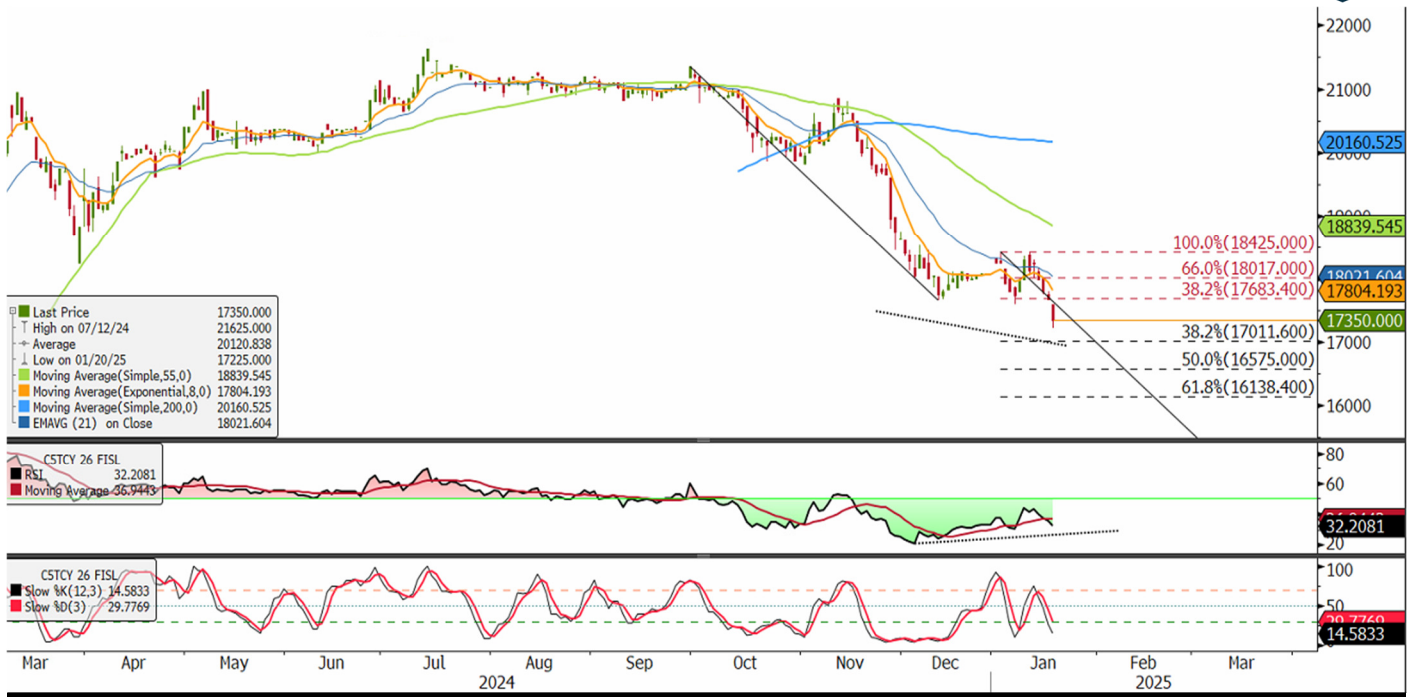 22000
21000
20160.525
20000
19000
18839.545
100.0%(18425.000)
66.0%(18017.000)
18021.604
38.2%(17683.400)
17804.193
17350.000
38.2%(17011.600)
17000
50.0%(16575.000)
61.8%(16138.400)
16000
Last Price 17350.000
High on 07/12/24 21625.000
Average 20120.838
Low on 01/20/25 17225.000
Moving Average(Simple,55,0) 18839.545
Moving Average(Exponential,8,0) 17804.193
Moving Average(Simple,200,0) 20160.525
EMAVG (21) on Close 18021.604
C5TCY 26 FISL
RSI 32.2081
Moving Average 36.9443
80
60
32.2081
20
C5TCY 26 FISL
Slow %K(12,3) 14.5833
Slow %D(3) 29.7769
100
50
29.7769
14.5833
0
Mar Apr May Jun Jul Aug Sep Oct Nov Dec Jan Feb Mar
2024 2025